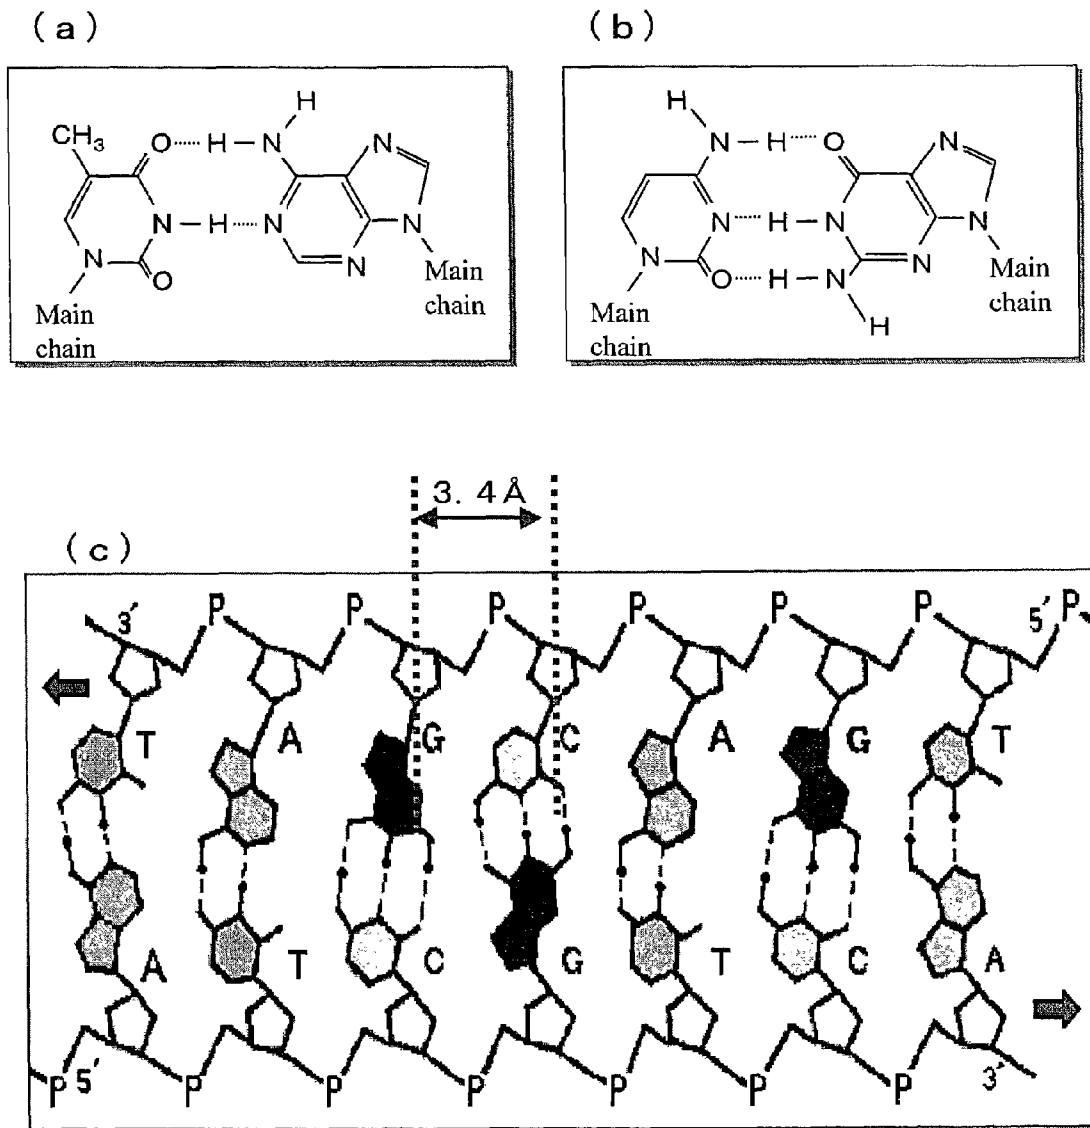 (a)
(b)
H
CH3
O
H
N
N
H
N
N
N
N
N
O
Main
chain
Main
chain
H
N
H
O
N
N
H
N
N
N
N
O
H
N
H
Main
chain
Main
chain
3. 4Å
(c)
P P P P P P P
3′ 5′
T A G C A G T
A T C G T C A
5′ 3′
P P P P P P P